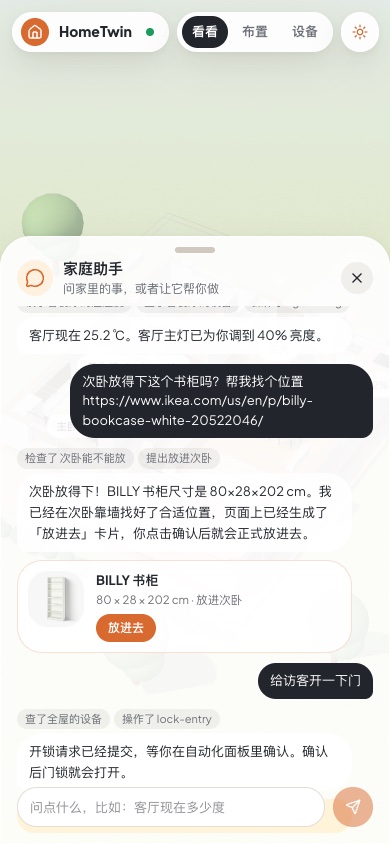 HomeTwin
看看
布置
设备
家庭助手
问家里的事，或者让它帮你做
客厅现在 25.2 ℃。客厅主灯已为你调到 40% 亮度。
次卧放得下这个书柜吗？帮我找个位置
https://www.ikea.com/us/en/p/billy-
bookcase-white-20522046/
检查了 次卧能不能放
提出放进次卧
次卧放得下！BILLY 书柜尺寸是 80×28×202 cm。我
已经在次卧靠墙找好了合适位置，页面上已经生成了
「放进去」卡片，你点击确认后就会正式放进去。
BILLY 书柜
80 × 28 × 202 cm · 放进次卧
放进去
给访客开一下门
查了全屋的设备
操作了 lock-entry
开锁请求已经提交，等你在自动化面板里确认。确认
后门锁就会打开。
问点什么，比如：客厅现在多少度